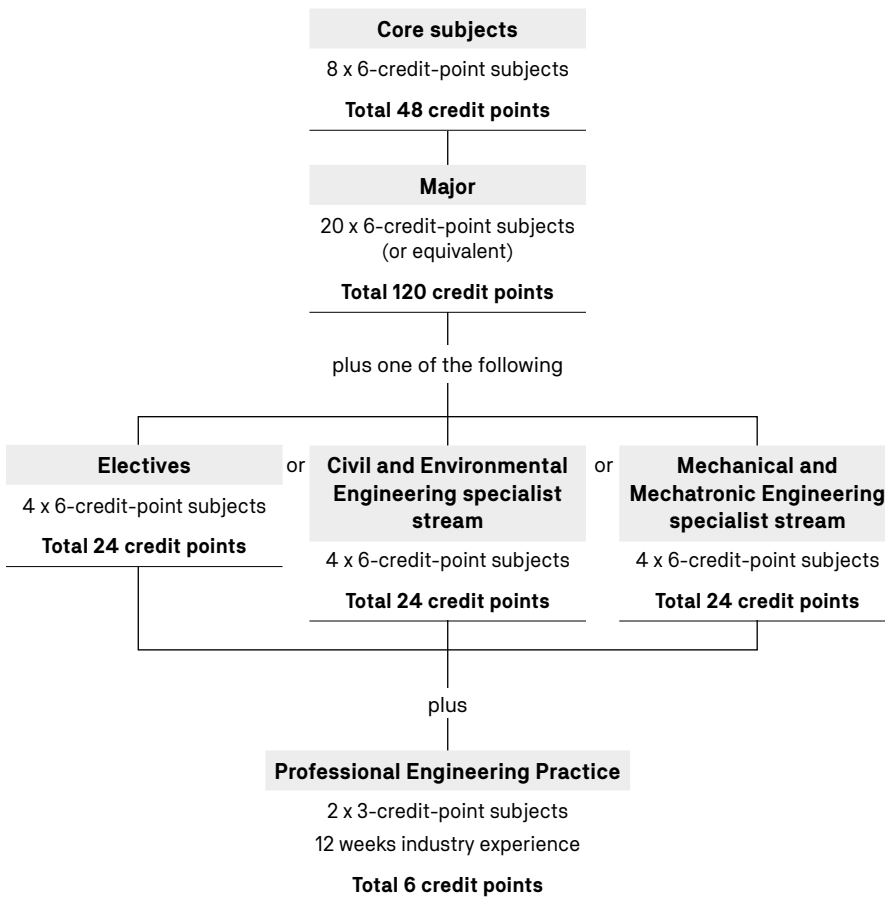 Core subjects
8 x 6-credit-point subjects
Total 48 credit points
Major
20 x 6-credit-point subjects
(or equivalent)
Total 120 credit points
plus one of the following
Electives
4 x 6-credit-point subjects
Total 24 credit points
or
Civil and Environmental
Engineering specialist
stream
4 x 6-credit-point subjects
Total 24 credit points
or
Mechanical and
Mechatronic Engineering
specialist stream
4 x 6-credit-point subjects
Total 24 credit points
plus
Professional Engineering Practice
2 x 3-credit-point subjects
12 weeks industry experience
Total 6 credit points